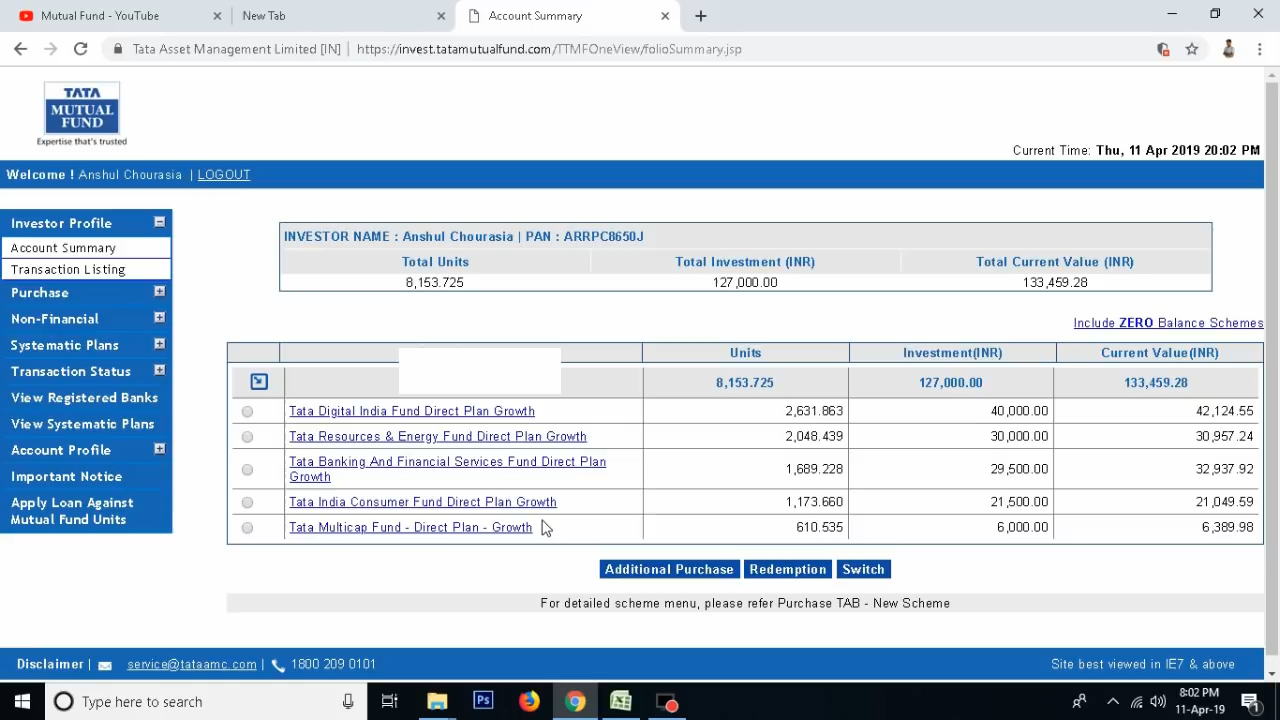 Mutual Fund - YouTube
New Tab
Account Summary
Tata Asset Management Limited [IN] | https://invest.tatamutualfund.com/TTMFOneView/folioSummary.jsp
TATA
MUTUAL
FUND
Expertise that's trusted
Current Time: Thu, 11 Apr 2019 20:02 PM
Welcome ! Anshul Chourasia | LOGOUT
Investor Profile
Account Summary
Transaction Listing
Purchase
Non-Financial
Systematic Plans
Transaction Status
View Registered Banks
View Systematic Plans
Account Profile
Important Notice
Apply Loan Against
Mutual Fund Units
INVESTOR NAME : Anshul Chourasia | PAN : ARRPC8650J
Total Units Total Investment (INR) Total Current Value (INR)
8,153.725 127,000.00 133,459.28
Include ZERO Balance Schemes
Units Investment(INR) Current Value(INR)
8,153.725 127,000.00 133,459.28
Tata Digital India Fund Direct Plan Growth 2,631.863 40,000.00 42,124.55
Tata Resources & Energy Fund Direct Plan Growth 2,048.439 30,000.00 30,957.24
Tata Banking And Financial Services Fund Direct Plan
Growth 1,689.228 29,500.00 32,937.92
Tata India Consumer Fund Direct Plan Growth 1,173.660 21,500.00 21,049.59
Tata Multicap Fund - Direct Plan - Growth 610.535 6,000.00 6,389.98
Additional Purchase Redemption Switch
For detailed scheme menu, please refer Purchase TAB - New Scheme
Disclaimer | service@tataamc.com | 1800 209 0101
Site best viewed in IE7 & above
Type here to search
Ps
8:02 PM
11-Apr-19
1